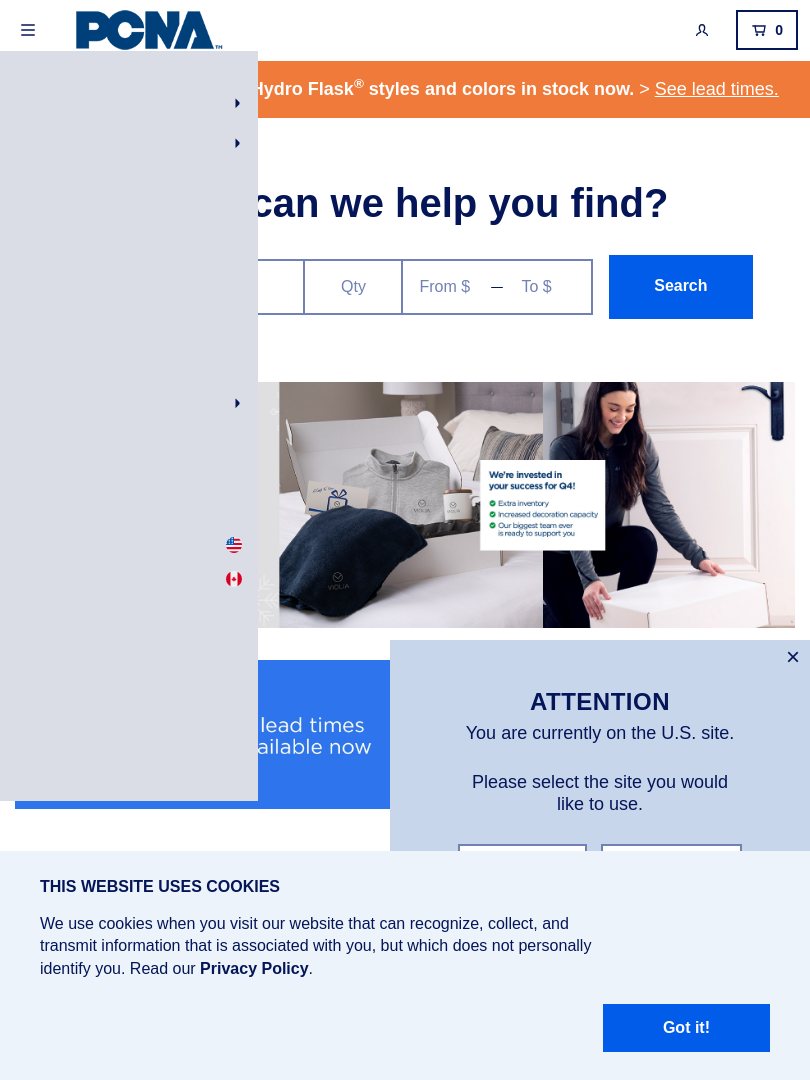 PCNA™
0
Hydro Flask® styles and colors in stock now. > See lead times.
can we help you find?
Qty
From $ — To $
Search
We're invested in
your success for Q4!
Extra inventory
Increased decoration capacity
Our biggest team ever
is ready to support you
VIOLIA
lead times
ailable now
ATTENTION
You are currently on the U.S. site.
Please select the site you would
like to use.
THIS WEBSITE USES COOKIES
We use cookies when you visit our website that can recognize, collect, and
transmit information that is associated with you, but which does not personally
identify you. Read our Privacy Policy.
Got it!